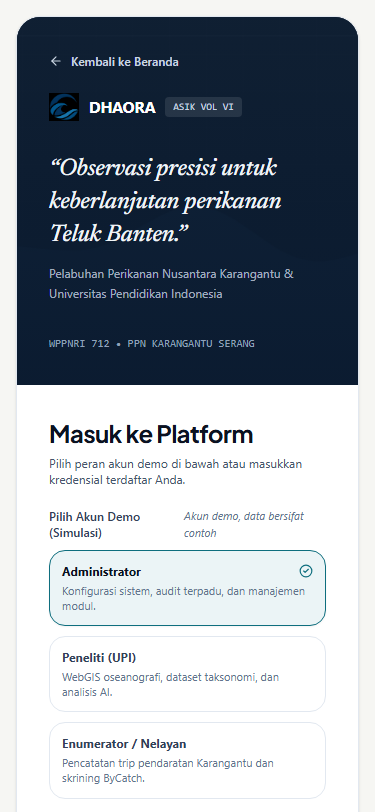 Kembali ke Beranda
DHAORA ASIK VOL VI
“Observasi presisi untuk
keberlanjutan perikanan
Teluk Banten.”
Pelabuhan Perikanan Nusantara Karangantu &
Universitas Pendidikan Indonesia
WPPNRI 712 • PPN KARANGANTU SERANG
Masuk ke Platform
Pilih peran akun demo di bawah atau masukkan
kredensial terdaftar Anda.
Pilih Akun Demo
(Simulasi)
Akun demo, data bersifat
contoh
Administrator
Konfigurasi sistem, audit terpadu, dan manajemen
modul.
Peneliti (UPI)
WebGIS oseanografi, dataset taksonomi, dan
analisis AI.
Enumerator / Nelayan
Pencatatan trip pendaratan Karangantu dan
skrining ByCatch.